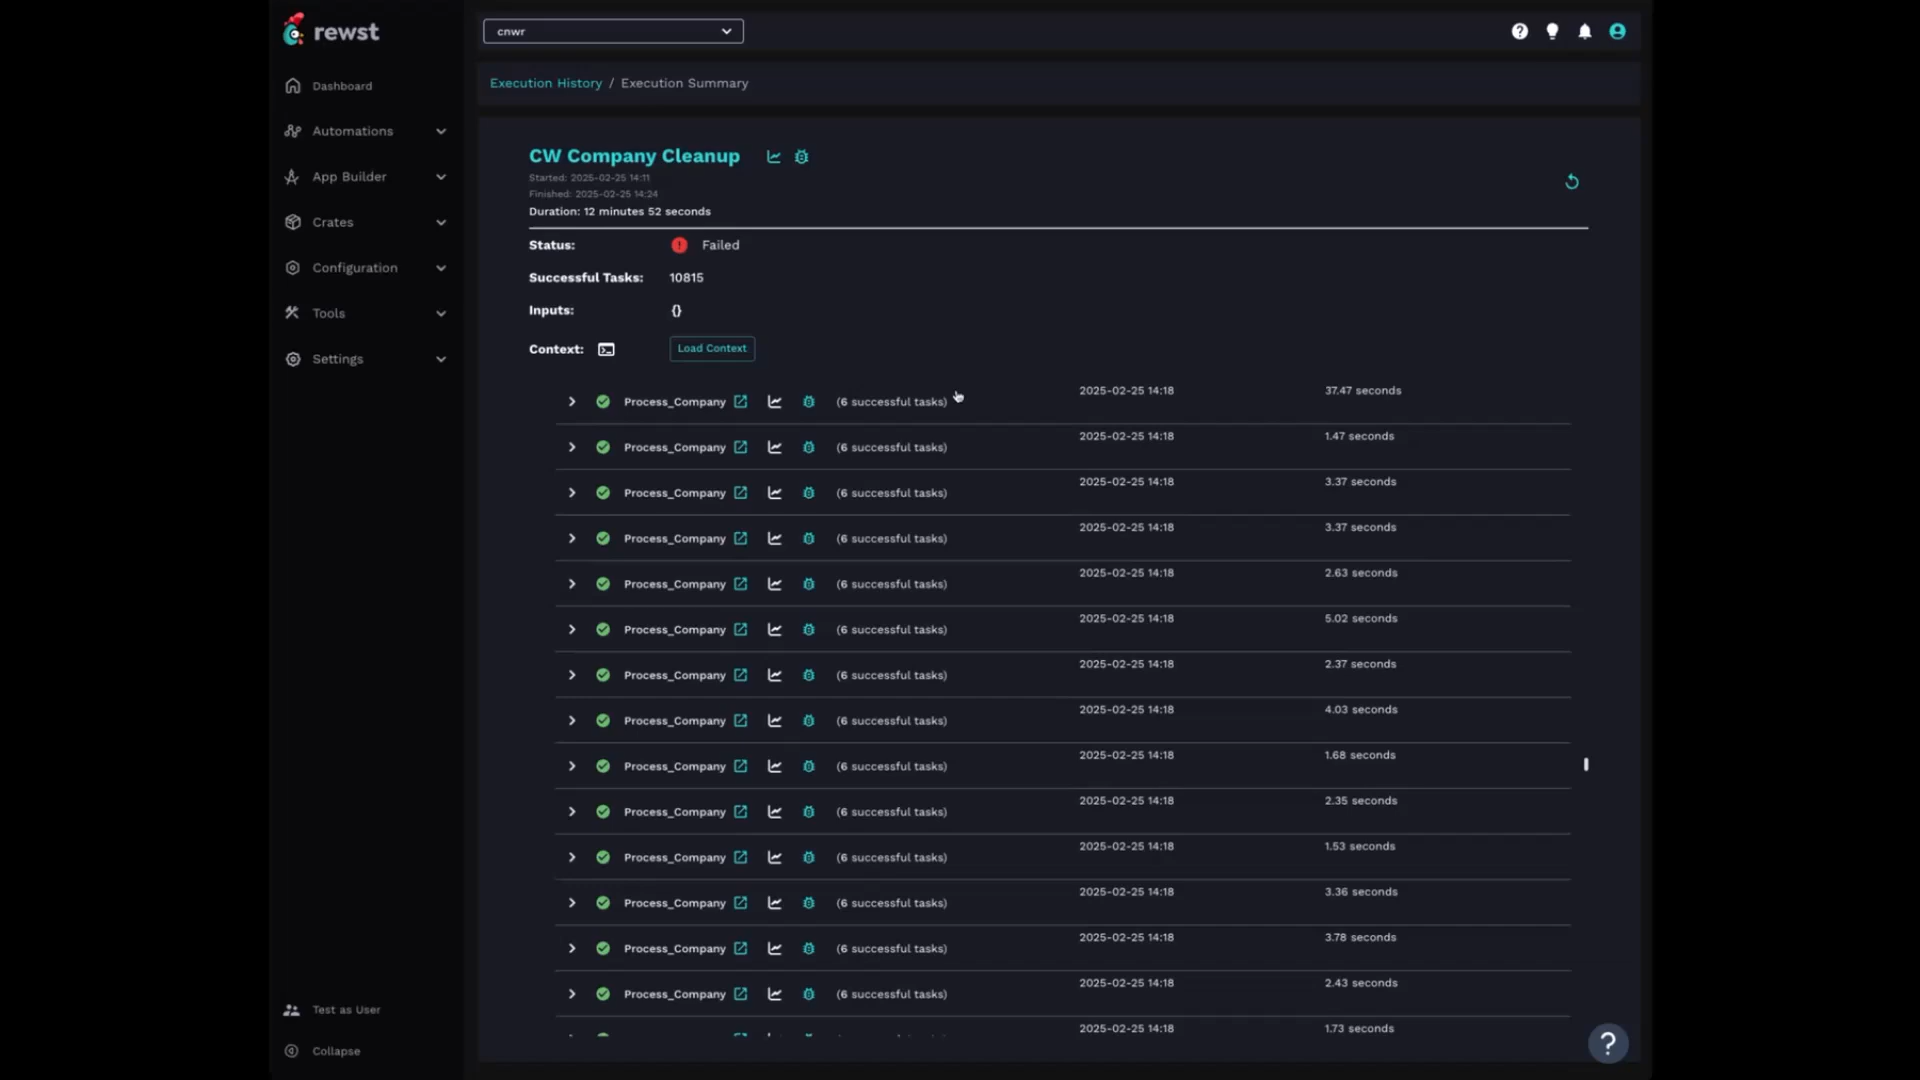 rewst
cnwr
Dashboard
Automations
App Builder
Crates
Configuration
Tools
Settings
Test as User
Collapse
Execution History / Execution Summary
CW Company Cleanup
Started: 2025-02-25 14:11
Finished: 2025-02-25 14:24
Duration: 12 minutes 52 seconds
Status: Failed
Successful Tasks: 10815
Inputs: {}
Context: Load Context
Process_Company (6 successful tasks) 2025-02-25 14:18 37.47 seconds
Process_Company (6 successful tasks) 2025-02-25 14:18 1.47 seconds
Process_Company (6 successful tasks) 2025-02-25 14:18 3.37 seconds
Process_Company (6 successful tasks) 2025-02-25 14:18 3.37 seconds
Process_Company (6 successful tasks) 2025-02-25 14:18 2.63 seconds
Process_Company (6 successful tasks) 2025-02-25 14:18 5.02 seconds
Process_Company (6 successful tasks) 2025-02-25 14:18 2.37 seconds
Process_Company (6 successful tasks) 2025-02-25 14:18 4.03 seconds
Process_Company (6 successful tasks) 2025-02-25 14:18 1.68 seconds
Process_Company (6 successful tasks) 2025-02-25 14:18 2.35 seconds
Process_Company (6 successful tasks) 2025-02-25 14:18 1.53 seconds
Process_Company (6 successful tasks) 2025-02-25 14:18 3.36 seconds
Process_Company (6 successful tasks) 2025-02-25 14:18 3.78 seconds
Process_Company (6 successful tasks) 2025-02-25 14:18 2.43 seconds
2025-02-25 14:18 1.73 seconds
?